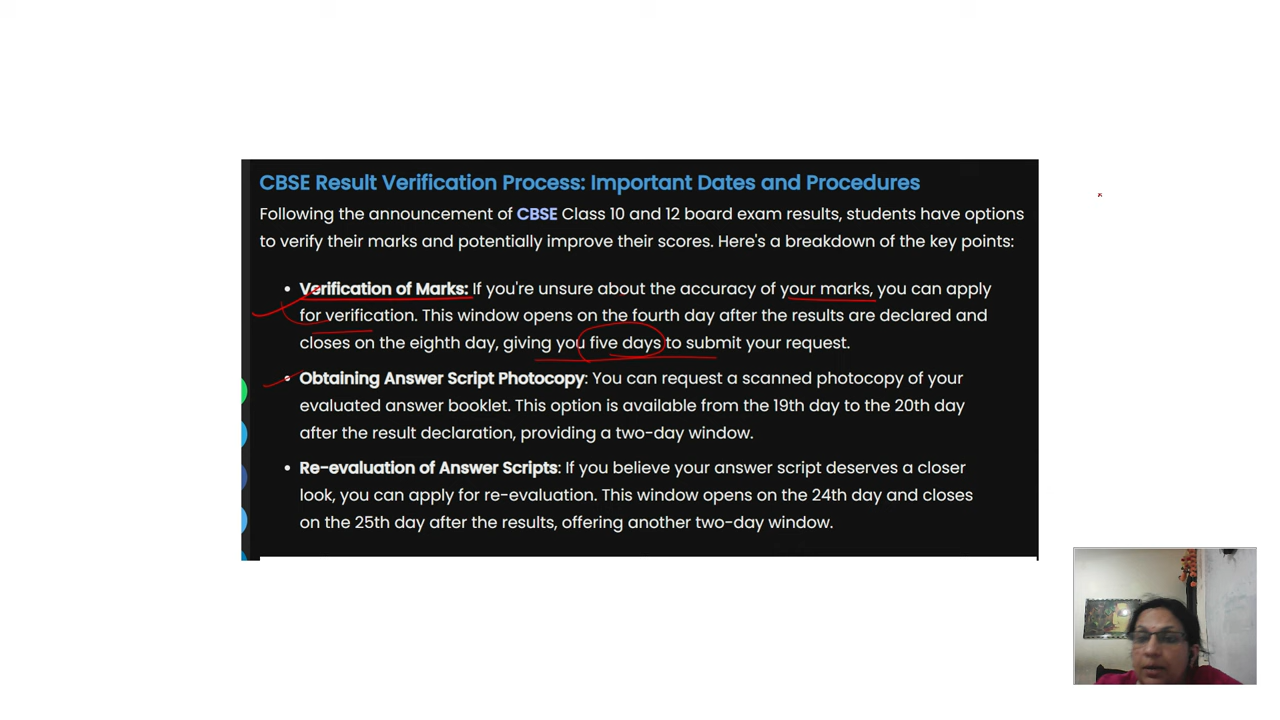 CBSE Result Verification Process: Important Dates and Procedures
Following the announcement of CBSE Class 10 and 12 board exam results, students have options
to verify their marks and potentially improve their scores. Here's a breakdown of the key points:
• Verification of Marks: If you're unsure about the accuracy of your marks, you can apply
for verification. This window opens on the fourth day after the results are declared and
closes on the eighth day, giving you five days to submit your request.
• Obtaining Answer Script Photocopy: You can request a scanned photocopy of your
evaluated answer booklet. This option is available from the 19th day to the 20th day
after the result declaration, providing a two-day window.
• Re-evaluation of Answer Scripts: If you believe your answer script deserves a closer
look, you can apply for re-evaluation. This window opens on the 24th day and closes
on the 25th day after the results, offering another two-day window.